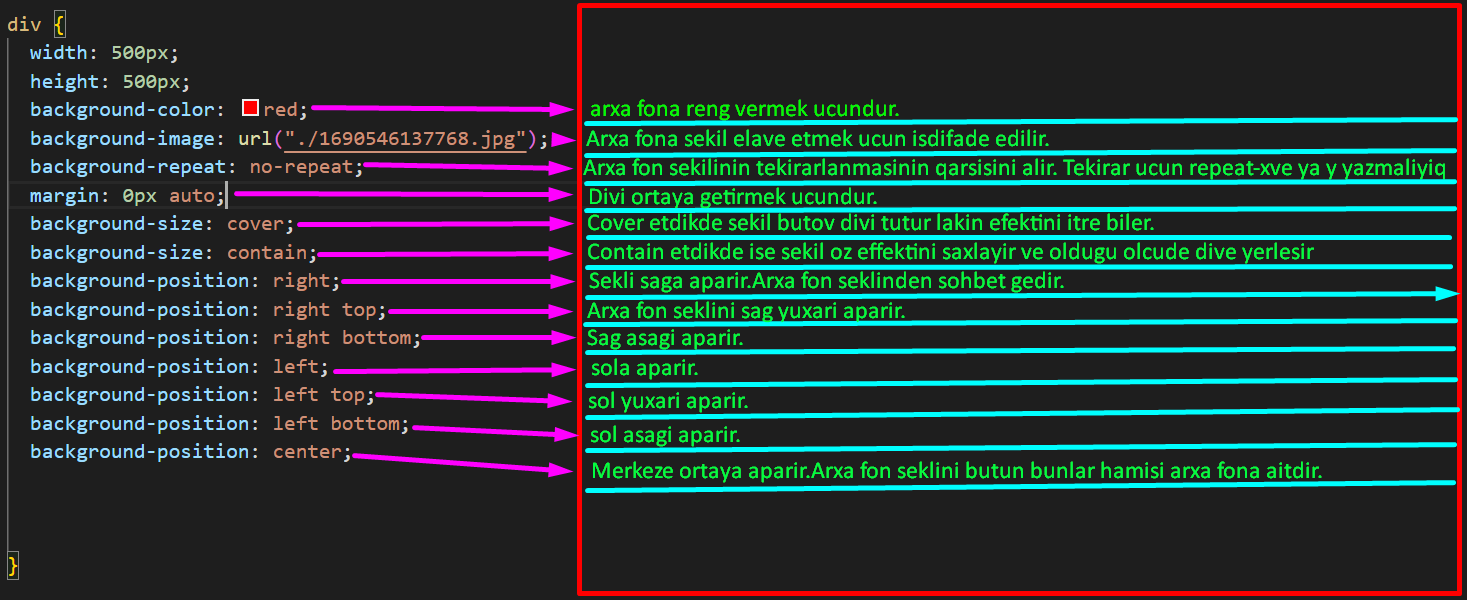 div {
width: 500px;
height: 500px;
background-color: red; arxa fona reng vermek ucundur.
background-image: url("./1690546137768.jpg"); Arxa fona sekil elave etmek ucun isdifade edilir.
background-repeat: no-repeat; Arxa fon sekilinin tekirarlanmasinin qarsisini alir. Tekirar ucun repeat-xve ya y yazmaliyiq
margin: 0px auto; Divi ortaya getirmek ucundur.
background-size: cover; Cover etdikde sekil butov divi tutur lakin efektini itre biler.
background-size: contain; Contain etdikde ise sekil oz effektini saxlayir ve oldugu olcude dive yerlesir
background-position: right; Sekli saga aparir.Arxa fon seklinden sohbet gedir.
background-position: right top; Arxa fon seklini sag yuxari aparir.
background-position: right bottom; Sag asagi aparir.
background-position: left; sola aparir.
background-position: left top; sol yuxari aparir.
background-position: left bottom; sol asagi aparir.
background-position: center; Merkeze ortaya aparir.Arxa fon seklini butun bunlar hamisi arxa fona aitdir.
}